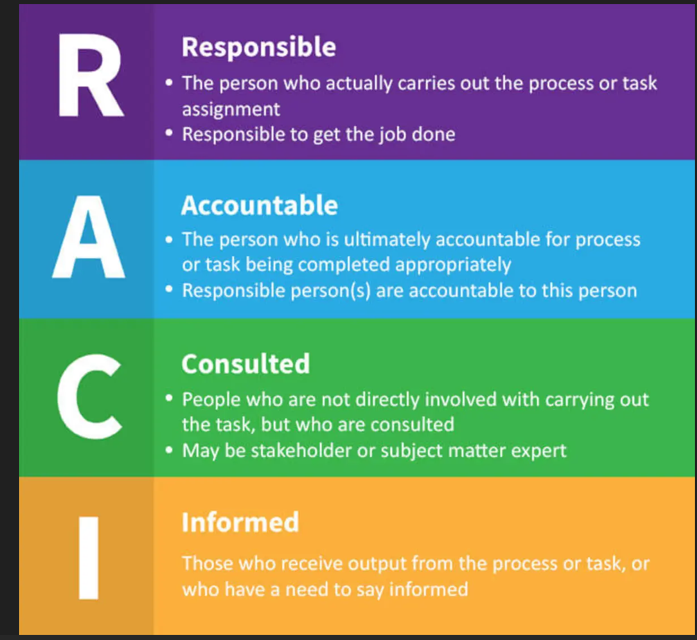 R
Responsible
• The person who actually carries out the process or task
assignment
• Responsible to get the job done
A
Accountable
• The person who is ultimately accountable for process
or task being completed appropriately
• Responsible person(s) are accountable to this person
C
Consulted
• People who are not directly involved with carrying out
the task, but who are consulted
• May be stakeholder or subject matter expert
I
Informed
Those who receive output from the process or task, or
who have a need to say informed